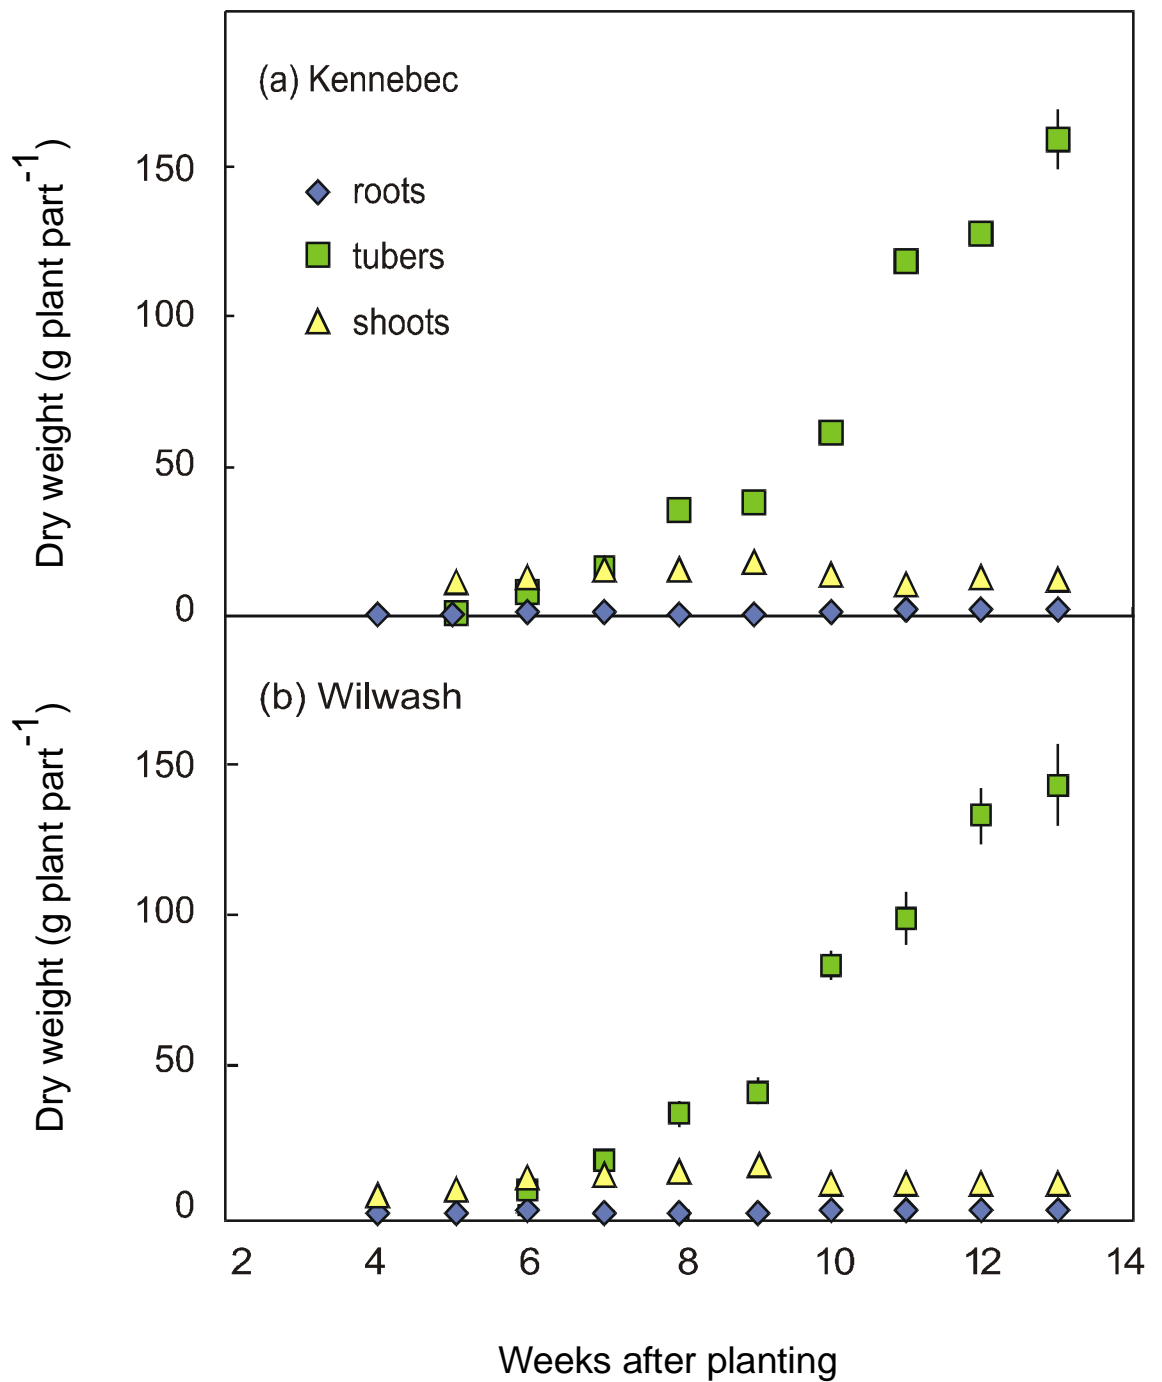 (a) Kennebec
roots
tubers
shoots
Dry weight (g plant part-1)
150
100
50
0
(b) Wilwash
Dry weight (g plant part-1)
150
100
50
0
2 4 6 8 10 12 14
Weeks after planting